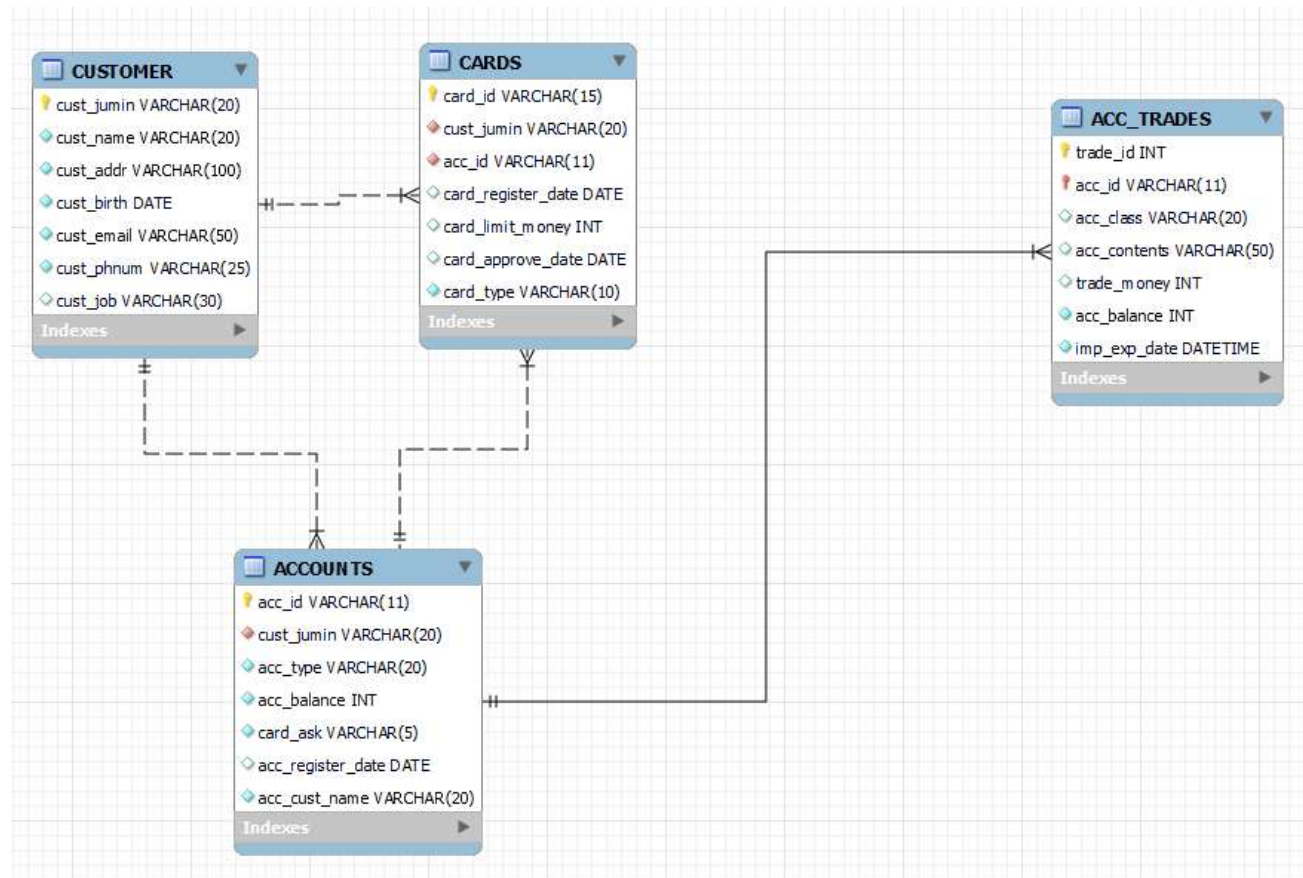 CUSTOMER
cust_jumin VARCHAR(20)
cust_name VARCHAR(20)
cust_addr VARCHAR(100)
cust_birth DATE
cust_email VARCHAR(50)
cust_phnum VARCHAR(25)
cust_job VARCHAR(30)
Indexes
CARDS
card_id VARCHAR(15)
cust_jumin VARCHAR(20)
acc_id VARCHAR(11)
card_register_date DATE
card_limit_money INT
card_approve_date DATE
card_type VARCHAR(10)
Indexes
ACC_TRADES
trade_id INT
acc_id VARCHAR(11)
acc_class VARCHAR(20)
acc_contents VARCHAR(50)
trade_money INT
acc_balance INT
imp_exp_date DATETIME
Indexes
ACCOUNTS
acc_id VARCHAR(11)
cust_jumin VARCHAR(20)
acc_type VARCHAR(20)
acc_balance INT
card_ask VARCHAR(5)
acc_register_date DATE
acc_cust_name VARCHAR(20)
Indexes